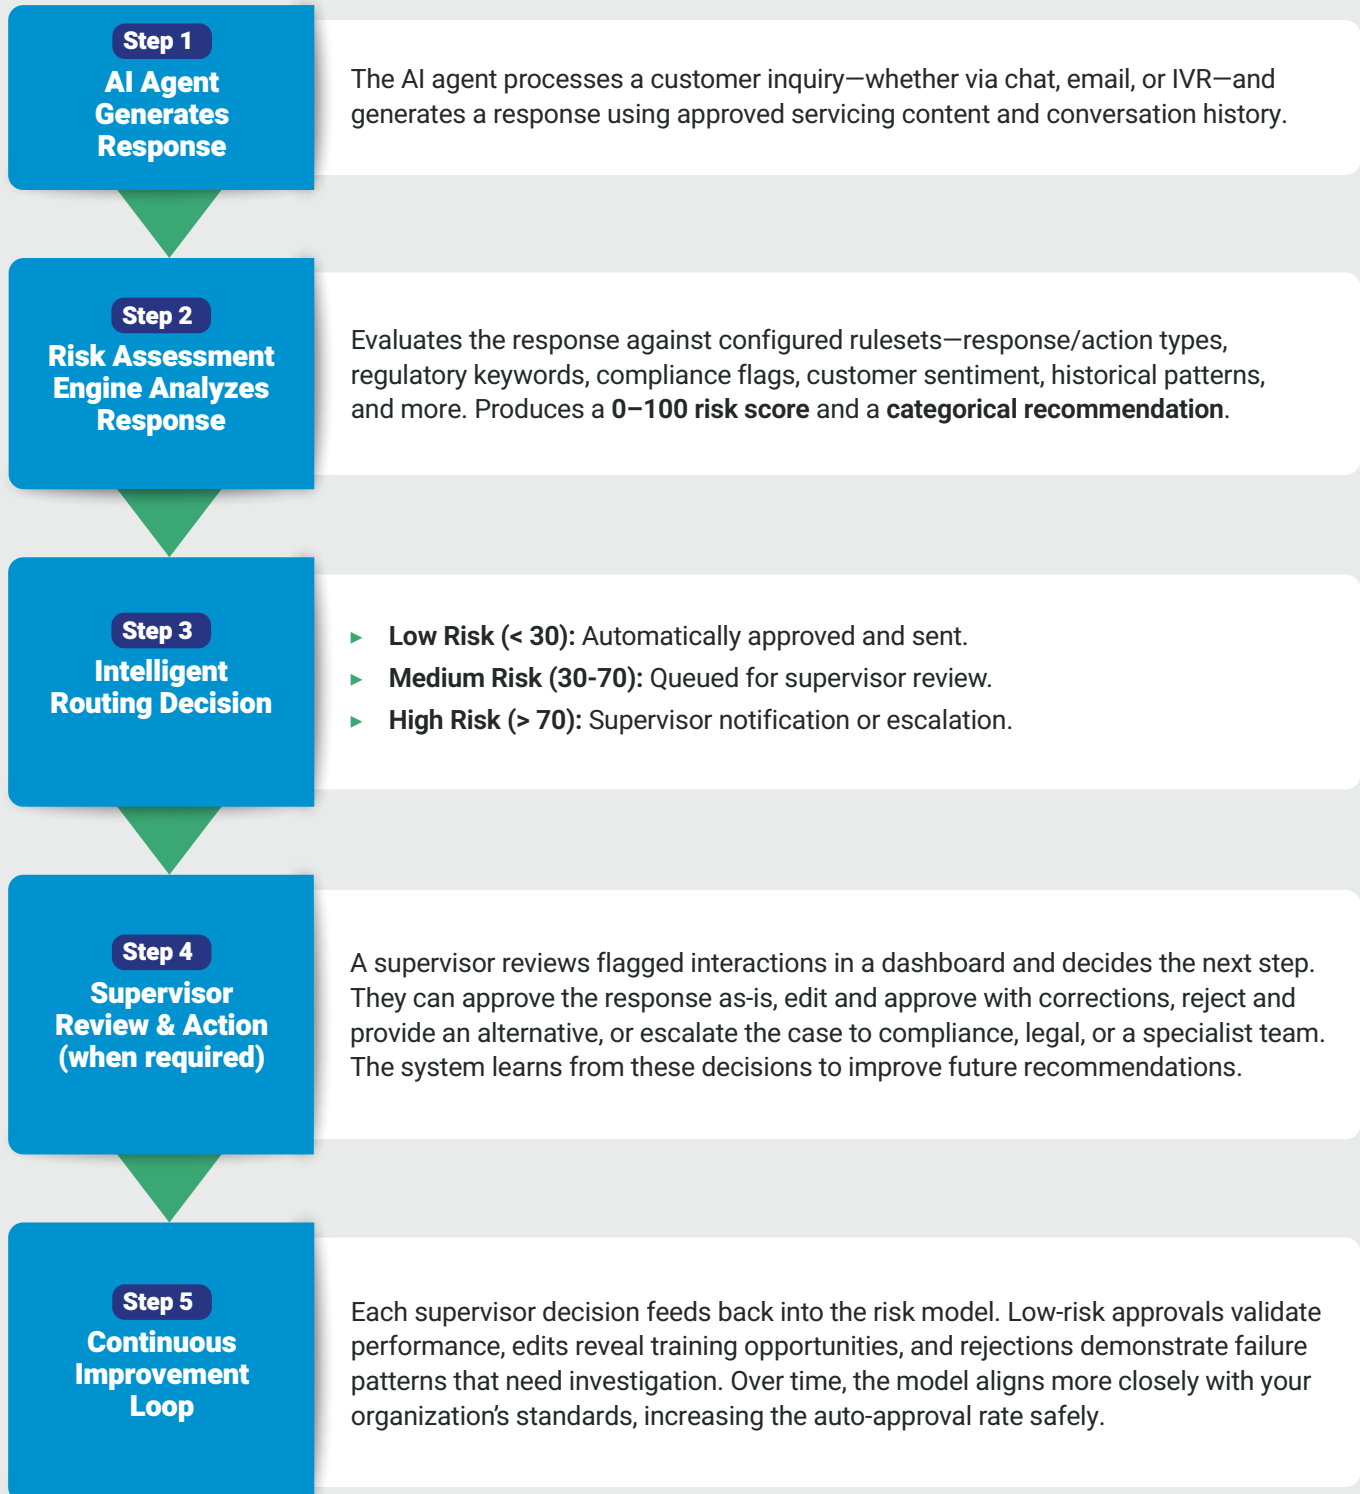 Step 1
AI Agent
Generates
Response
The AI agent processes a customer inquiry—whether via chat, email, or IVR—and
generates a response using approved servicing content and conversation history.
Step 2
Risk Assessment
Engine Analyzes
Response
Evaluates the response against configured rulesets—response/action types,
regulatory keywords, compliance flags, customer sentiment, historical patterns,
and more. Produces a 0–100 risk score and a categorical recommendation.
Step 3
Intelligent
Routing Decision
► Low Risk (< 30): Automatically approved and sent.
► Medium Risk (30-70): Queued for supervisor review.
► High Risk (> 70): Supervisor notification or escalation.
Step 4
Supervisor
Review & Action
(when required)
A supervisor reviews flagged interactions in a dashboard and decides the next step.
They can approve the response as-is, edit and approve with corrections, reject and
provide an alternative, or escalate the case to compliance, legal, or a specialist team.
The system learns from these decisions to improve future recommendations.
Step 5
Continuous
Improvement
Loop
Each supervisor decision feeds back into the risk model. Low-risk approvals validate
performance, edits reveal training opportunities, and rejections demonstrate failure
patterns that need investigation. Over time, the model aligns more closely with your
organization's standards, increasing the auto-approval rate safely.